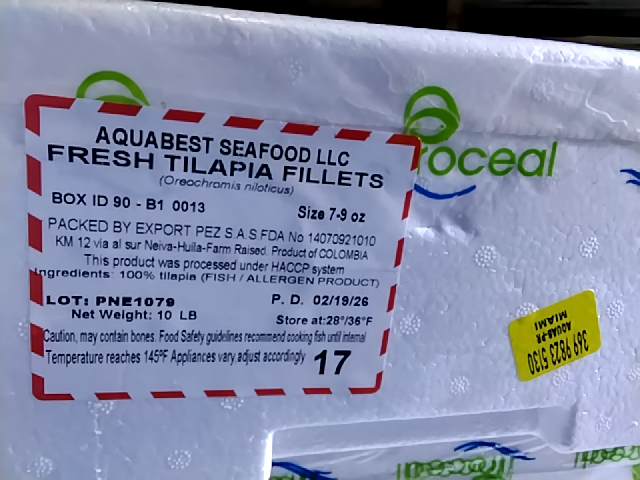 AQUABEST SEAFOOD LLC
FRESH TILAPIA FILLETS
(Oreochromis niloticus)
BOX ID 90 - B1 0013
Size 7-9 oz
PACKED BY EXPORT PEZ S.A.S.FDA No 14070921010
KM 12 via al sur Neiva-Huila-Farm Raised. Product of COLOMBIA
This product was processed under HACCP system
Ingredients: 100% tilapia (FISH / ALLERGEN PRODUCT)
LOT: PNE1079
P. D. 02/19/26
Net Weight: 10 LB
Store at:28°/36°F
Caution, may contain bones. Food Safety guidelines recommend cooking fish until internal
Temperature reaches 145ºF Appliances vary,adjust accordingly
17
oceal
369 9823 5130
AQUAB-PR
MIAMI